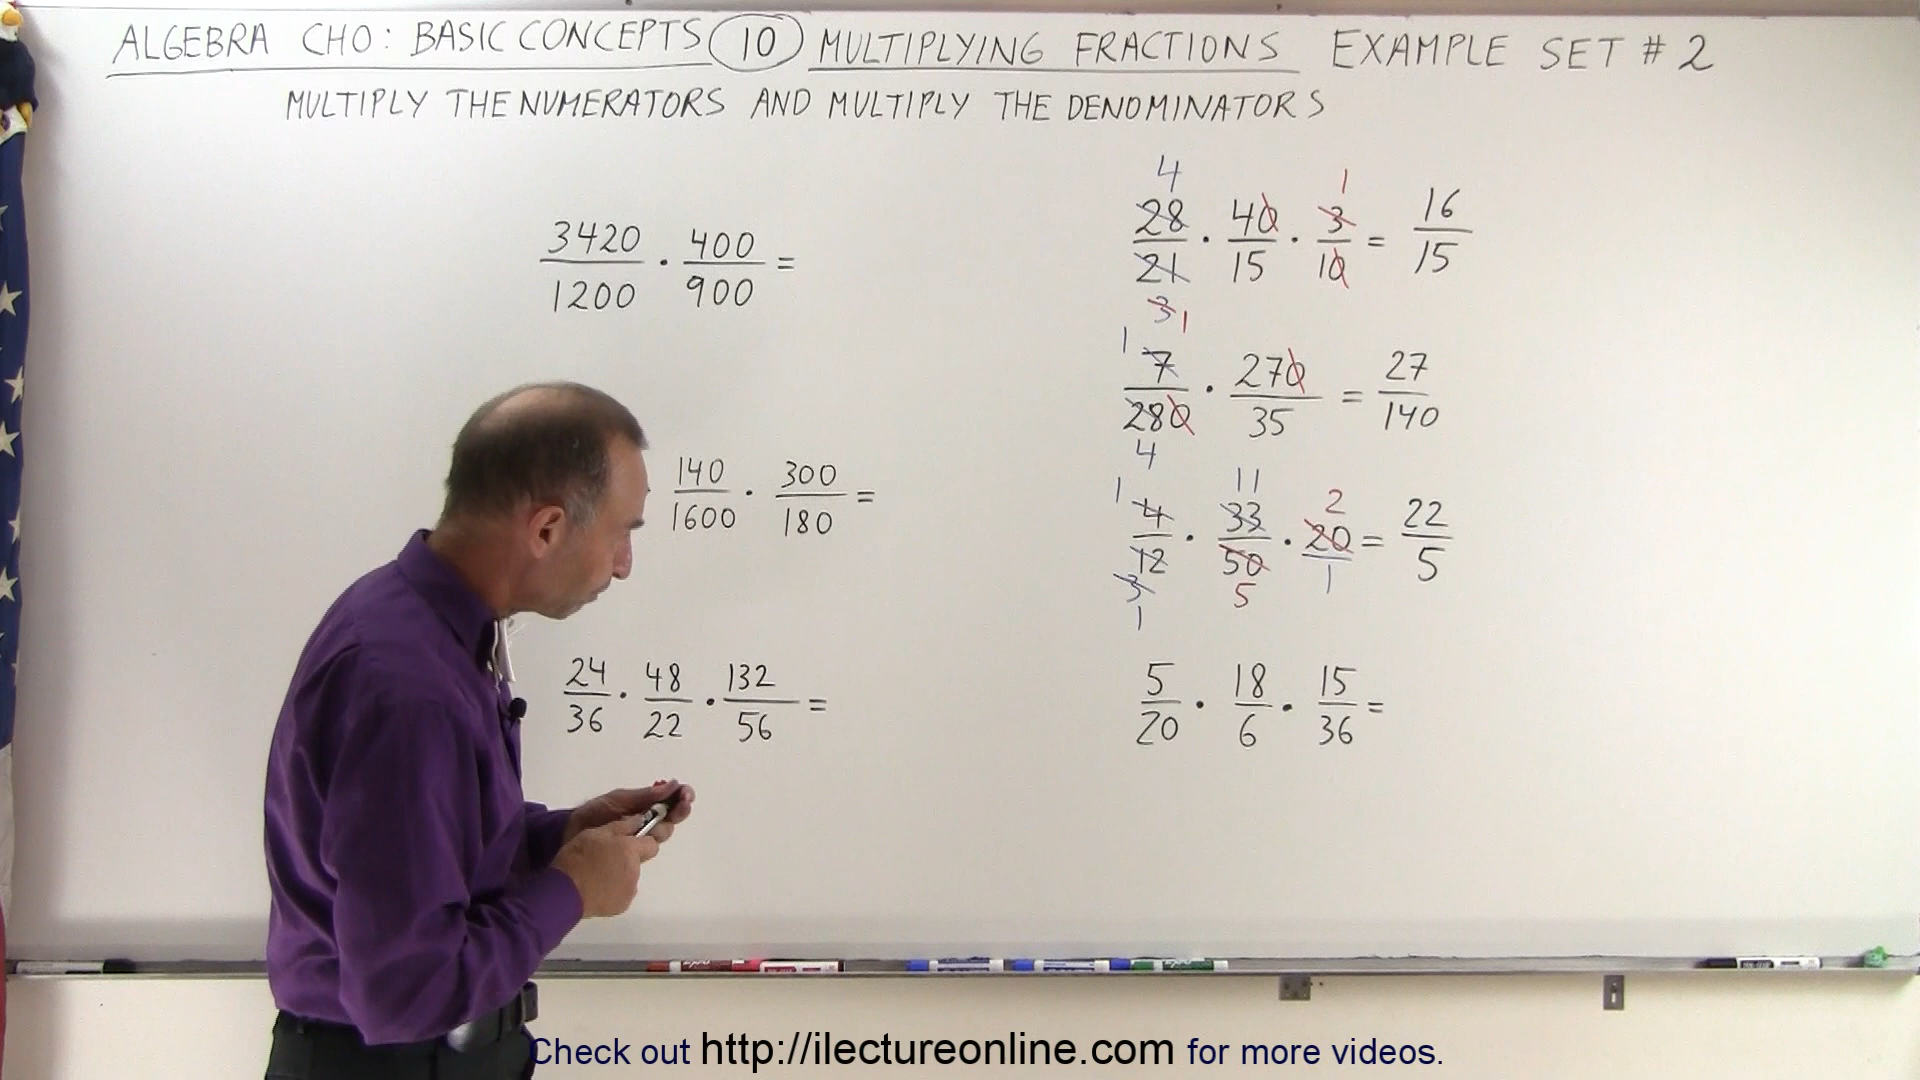 ALGEBRA CHO: BASIC CONCEPTS 10 MULTIPLYING FRACTIONS EXAMPLE SET # 2
MULTIPLY THE NUMERATORS AND MULTIPLY THE DENOMINATORS
3420/1200 · 400/900 =
140/1600 · 300/180 =
24/36 · 48/22 · 132/56 =
4 1
28/21 · 40/15 · 3/10 = 16/15
3 1
1
7/280 · 270/35 = 27/140
4
1 11 2
4/12 · 33/50 · 20/1 = 22/5
3 5
1
5/20 · 18/6 · 15/36 =
Check out http://ilectureonline.com for more videos.